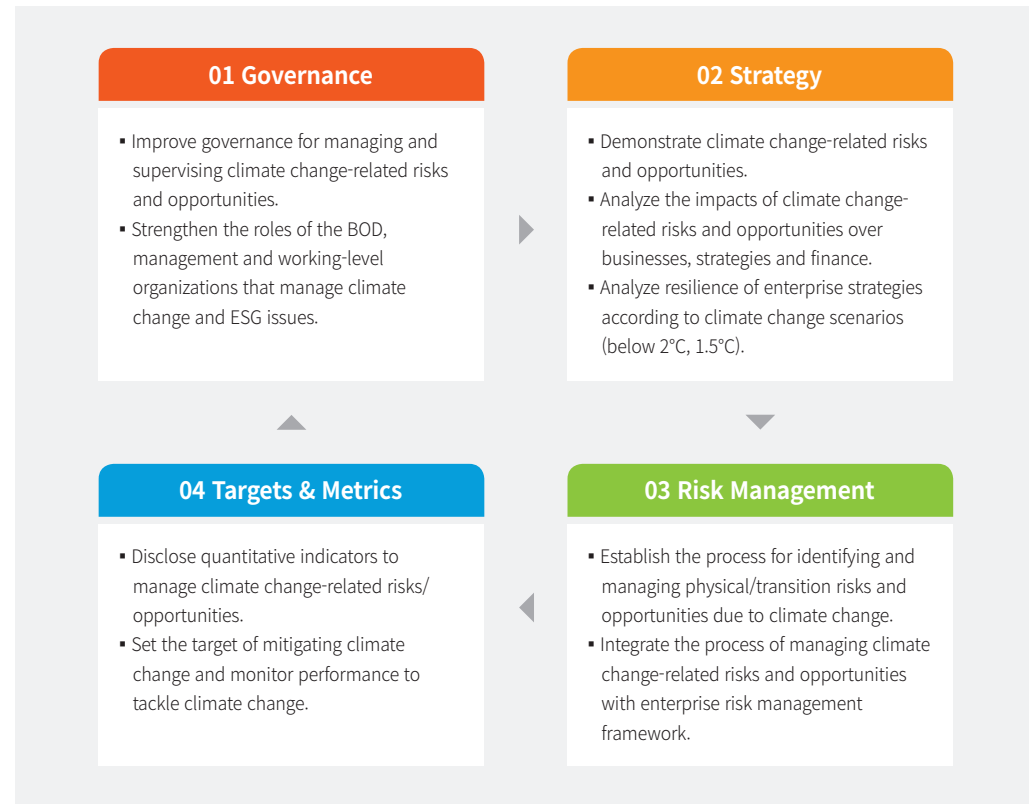 01 Governance
▪ Improve governance for managing and
supervising climate change-related risks
and opportunities.
▪ Strengthen the roles of the BOD,
management and working-level
organizations that manage climate
change and ESG issues.
02 Strategy
▪ Demonstrate climate change-related risks
and opportunities.
▪ Analyze the impacts of climate change-
related risks and opportunities over
businesses, strategies and finance.
▪ Analyze resilience of enterprise strategies
according to climate change scenarios
(below 2°C, 1.5°C).
03 Risk Management
▪ Establish the process for identifying and
managing physical/transition risks and
opportunities due to climate change.
▪ Integrate the process of managing climate
change-related risks and opportunities
with enterprise risk management
framework.
04 Targets & Metrics
▪ Disclose quantitative indicators to
manage climate change-related risks/
opportunities.
▪ Set the target of mitigating climate
change and monitor performance to
tackle climate change.